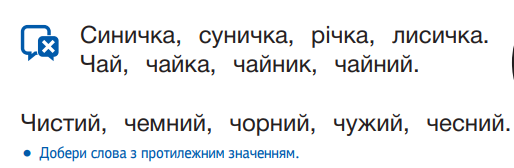 Синичка, суничка, річка, лисичка.
Чай, чайка, чайник, чайний.
Чистий, чемний, чорний, чужий, чесний.
• Добери слова з протилежним значенням.